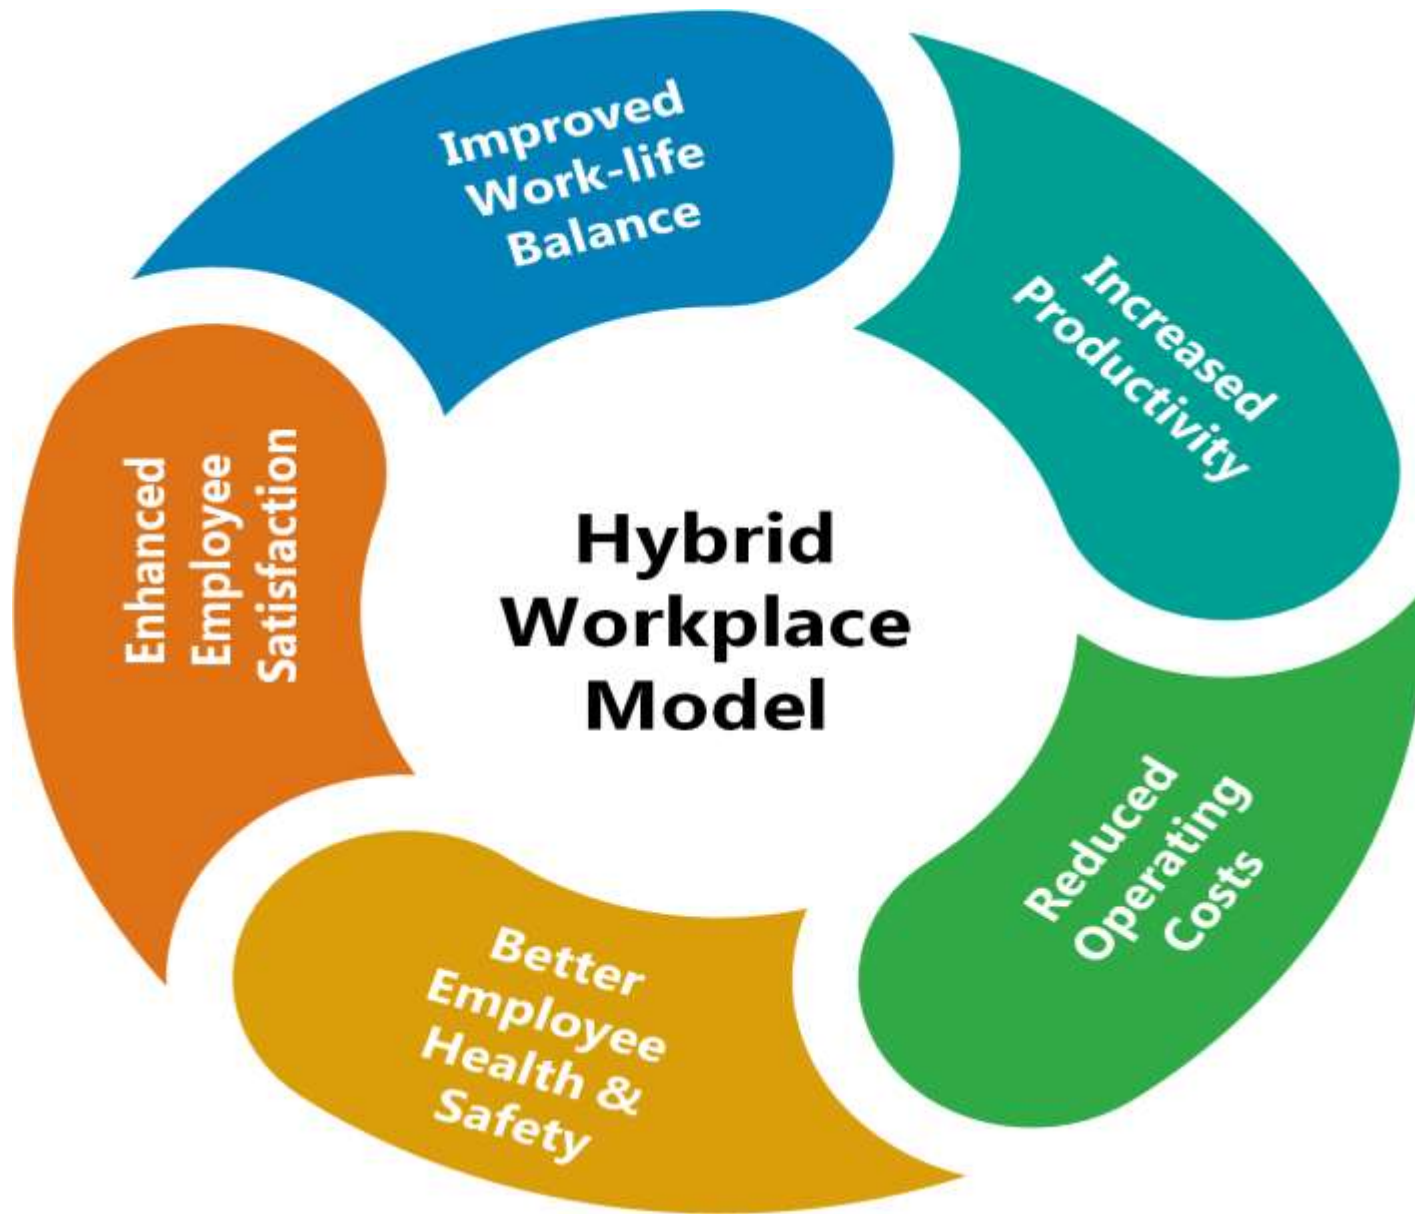 Improved
Work-life
Balance
Increased
Productivity
Reduced
Operating
Costs
Better
Employee
Health &
Safety
Enhanced
Employee
Satisfaction
Hybrid
Workplace
Model